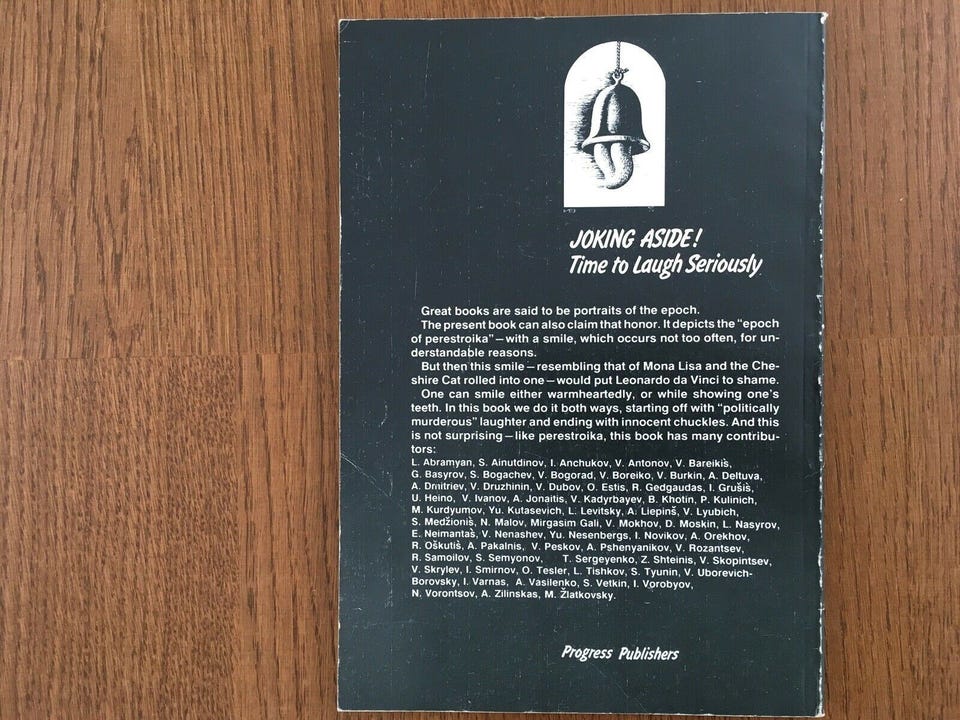 JOKING ASIDE!
Time to Laugh Seriously
Great books are said to be portraits of the epoch.
The present book can also claim that honor. It depicts the "epoch
of perestroika" – with a smile, which occurs not too often, for un-
derstandable reasons.
But then this smile – resembling that of Mona Lisa and the Che-
shire Cat rolled into one – would put Leonardo da Vinci to shame.
One can smile either warmheartedly, or while showing one's
teeth. In this book we do it both ways, starting off with "politically
murderous" laughter and ending with innocent chuckles. And this
is not surprising – like perestroika, this book has many contribu-
tors:
L. Abramyan, S. Ainutdinov, I. Anchukov, V. Antonov, V. Bareikis,
G. Basyrov, S. Bogachev, V. Bogorad, V. Boreiko, V. Burkin, A. Deltuva,
A. Dmitriev, V. Druzhinin, V. Dubov, O. Estis, R. Gedgaudas, I. Grušis,
U. Heino, V. Ivanov, A. Jonaitis, V. Kadyrbayev, B. Khotin, P. Kulinich,
M. Kurdyumov, Yu. Kutasevich, L. Levitsky, A. Liepinš, V. Lyubich,
S. Medžionis, N. Malov, Mirgasim Gali, V. Mokhov, D. Moskin, L. Nasyrov,
E. Neimantas, V. Nenashev, Yu. Nesenbergs, I. Novikov, A. Orekhov,
R. Oškutis, A. Pakalnis, V. Peskov, A. Pshenyanikov, V. Rozantsev,
R. Samoilov, S. Semyonov, T. Sergeyenko, Z. Shteinis, V. Skopintsev,
V. Skrylev, I. Smirnov, O. Tesler, L. Tishkov, S. Tyunin, V. Uborevich-
Borovsky, I. Varnas, A. Vasilenko, S. Vetkin, I. Vorobyov,
N. Vorontsov, A. Zilinskas, M. Žlatkovsky.
Progress Publishers